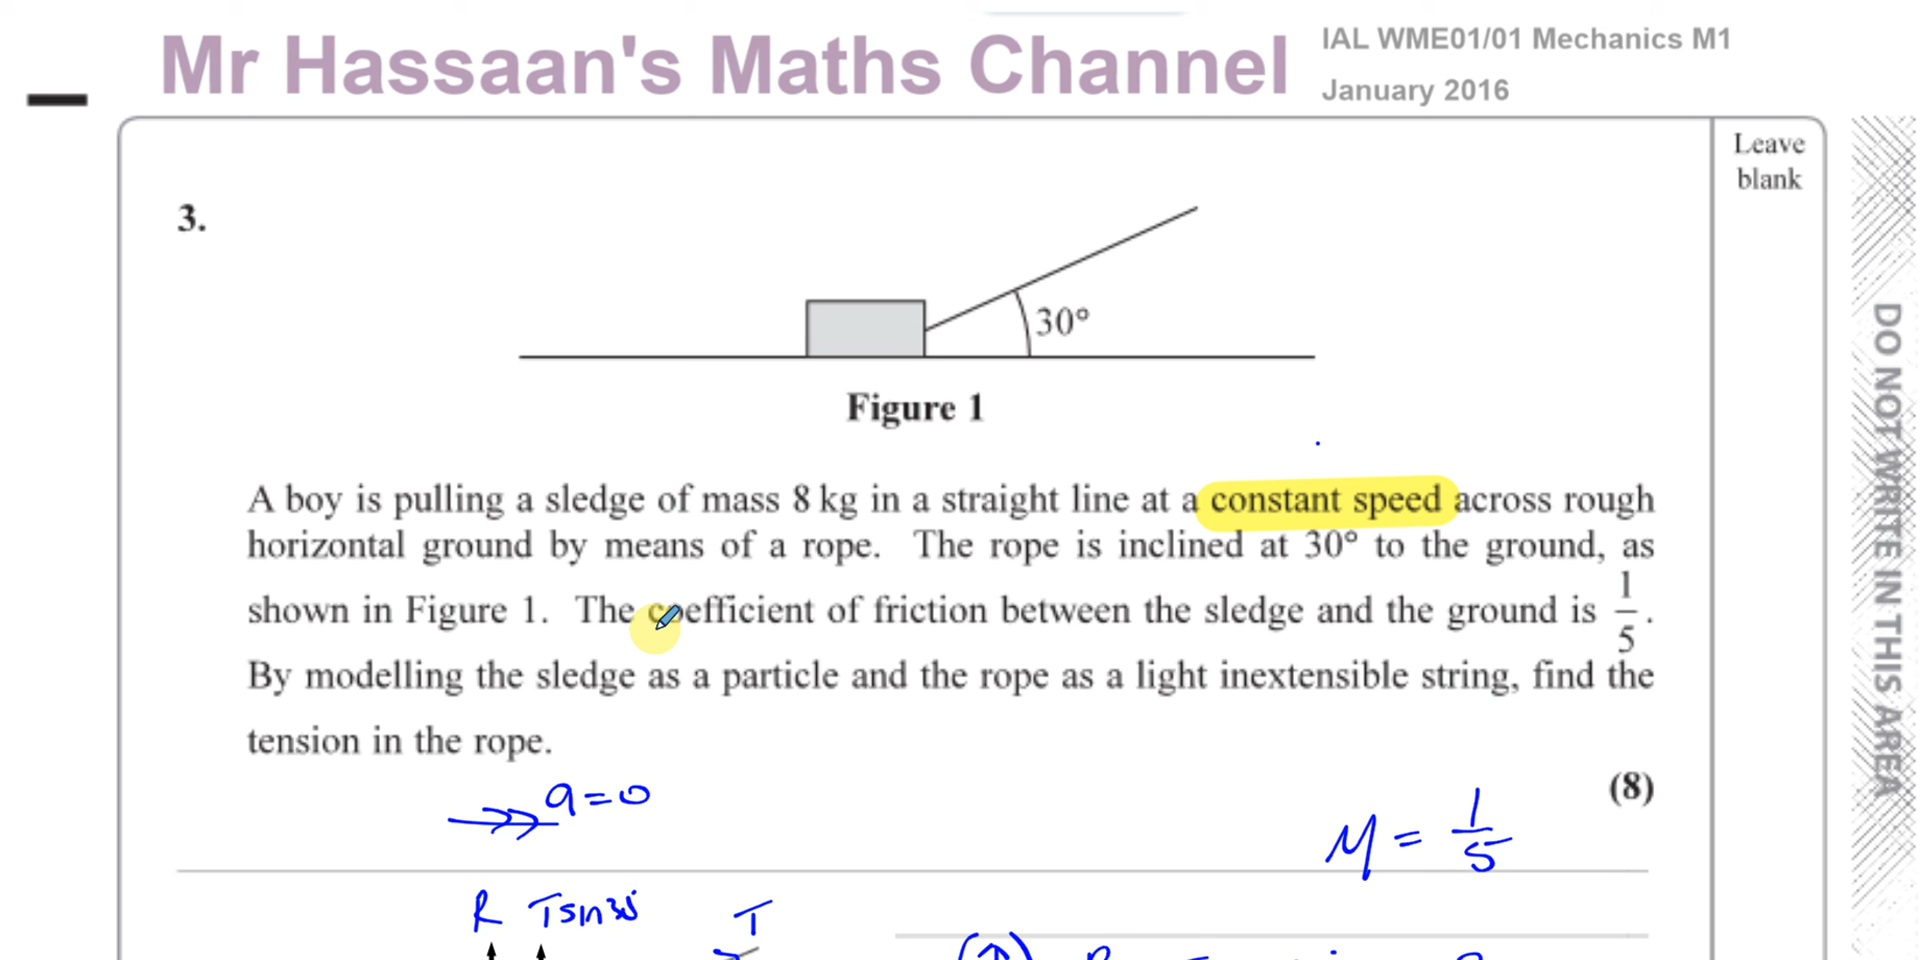 Mr Hassaan's Maths Channel
IAL WME01/01 Mechanics M1
January 2016
Leave
blank
3.
30°
Figure 1
A boy is pulling a sledge of mass 8 kg in a straight line at a constant speed across rough
horizontal ground by means of a rope. The rope is inclined at 30° to the ground, as
shown in Figure 1. The coefficient of friction between the sledge and the ground is 1/5.
By modelling the sledge as a particle and the rope as a light inextensible string, find the
tension in the rope.
(8)
a=0
μ = 1/5
R Tsin30
T
DO NOT WRITE IN THIS AREA